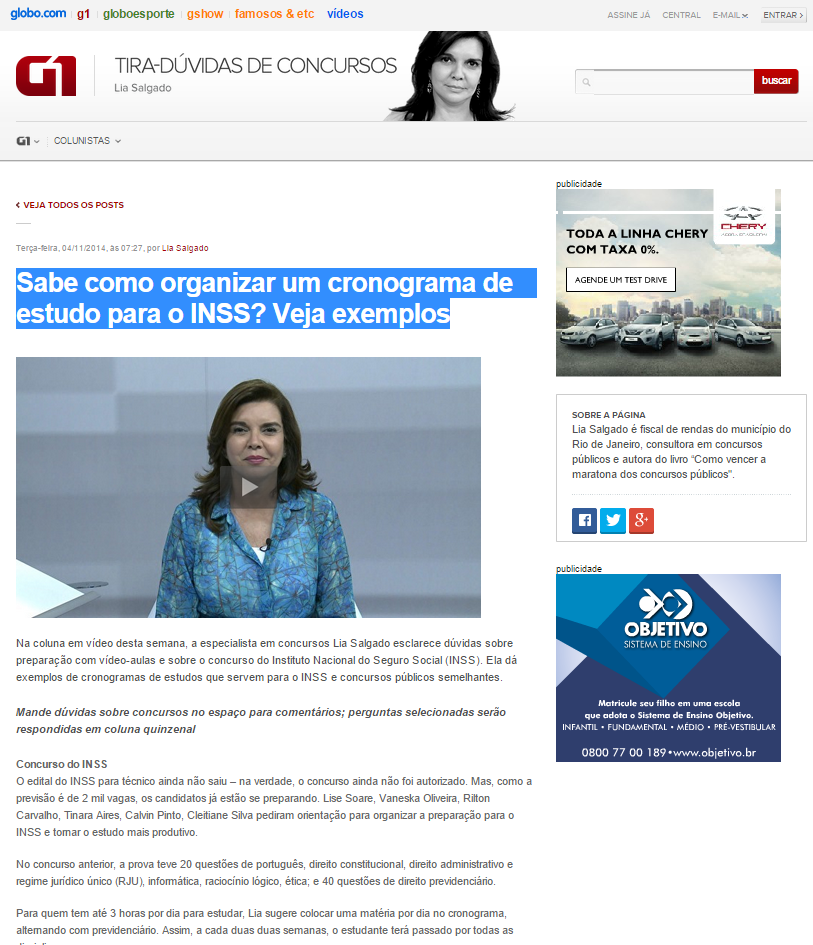 globo.com g1 globoesporte gshow famosos & etc vídeos
ASSINE JÁ CENTRAL E-MAIL ENTRAR
G1
TIRA-DÚVIDAS DE CONCURSOS
Lia Salgado
buscar
G1 COLUNISTAS
VEJA TODOS OS POSTS
Terça-feira, 04/11/2014, às 07:27, por Lia Salgado
Sabe como organizar um cronograma de
estudo para o INSS? Veja exemplos
Na coluna em vídeo desta semana, a especialista em concursos Lia Salgado esclarece dúvidas sobre
preparação com vídeo-aulas e sobre o concurso do Instituto Nacional do Seguro Social (INSS). Ela dá
exemplos de cronogramas de estudos que servem para o INSS e concursos públicos semelhantes.
Mande dúvidas sobre concursos no espaço para comentários; perguntas selecionadas serão
respondidas em coluna quinzenal
Concurso do INSS
O edital do INSS para técnico ainda não saiu – na verdade, o concurso ainda não foi autorizado. Mas, como a
previsão é de 2 mil vagas, os candidatos já estão se preparando. Lise Soare, Vaneska Oliveira, Rilton
Carvalho, Tinara Aires, Calvin Pinto, Cleitiane Silva pediram orientação para organizar a preparação para o
INSS e tornar o estudo mais produtivo.
No concurso anterior, a prova teve 20 questões de português, direito constitucional, direito administrativo e
regime jurídico único (RJU), informática, raciocínio lógico, ética; e 40 questões de direito previdenciário.
Para quem tem até 3 horas por dia para estudar, Lia sugere colocar uma matéria por dia no cronograma,
alternando com previdenciário. Assim, a cada duas duas semanas, o estudante terá passado por todas as
publicidade
TODA A LINHA CHERY
COM TAXA 0%.
AGENDE UM TEST DRIVE
CHERY
SOBRE A PÁGINA
Lia Salgado é fiscal de rendas do município do
Rio de Janeiro, consultora em concursos
públicos e autora do livro “Como vencer a
maratona dos concursos públicos".
publicidade
OBJETIVO
SISTEMA DE ENSINO
Matricule seu filho em uma escola
que adota o Sistema de Ensino Objetivo.
INFANTIL • FUNDAMENTAL • MÉDIO • PRÉ-VESTIBULAR
0800 77 00 189 • www.objetivo.br